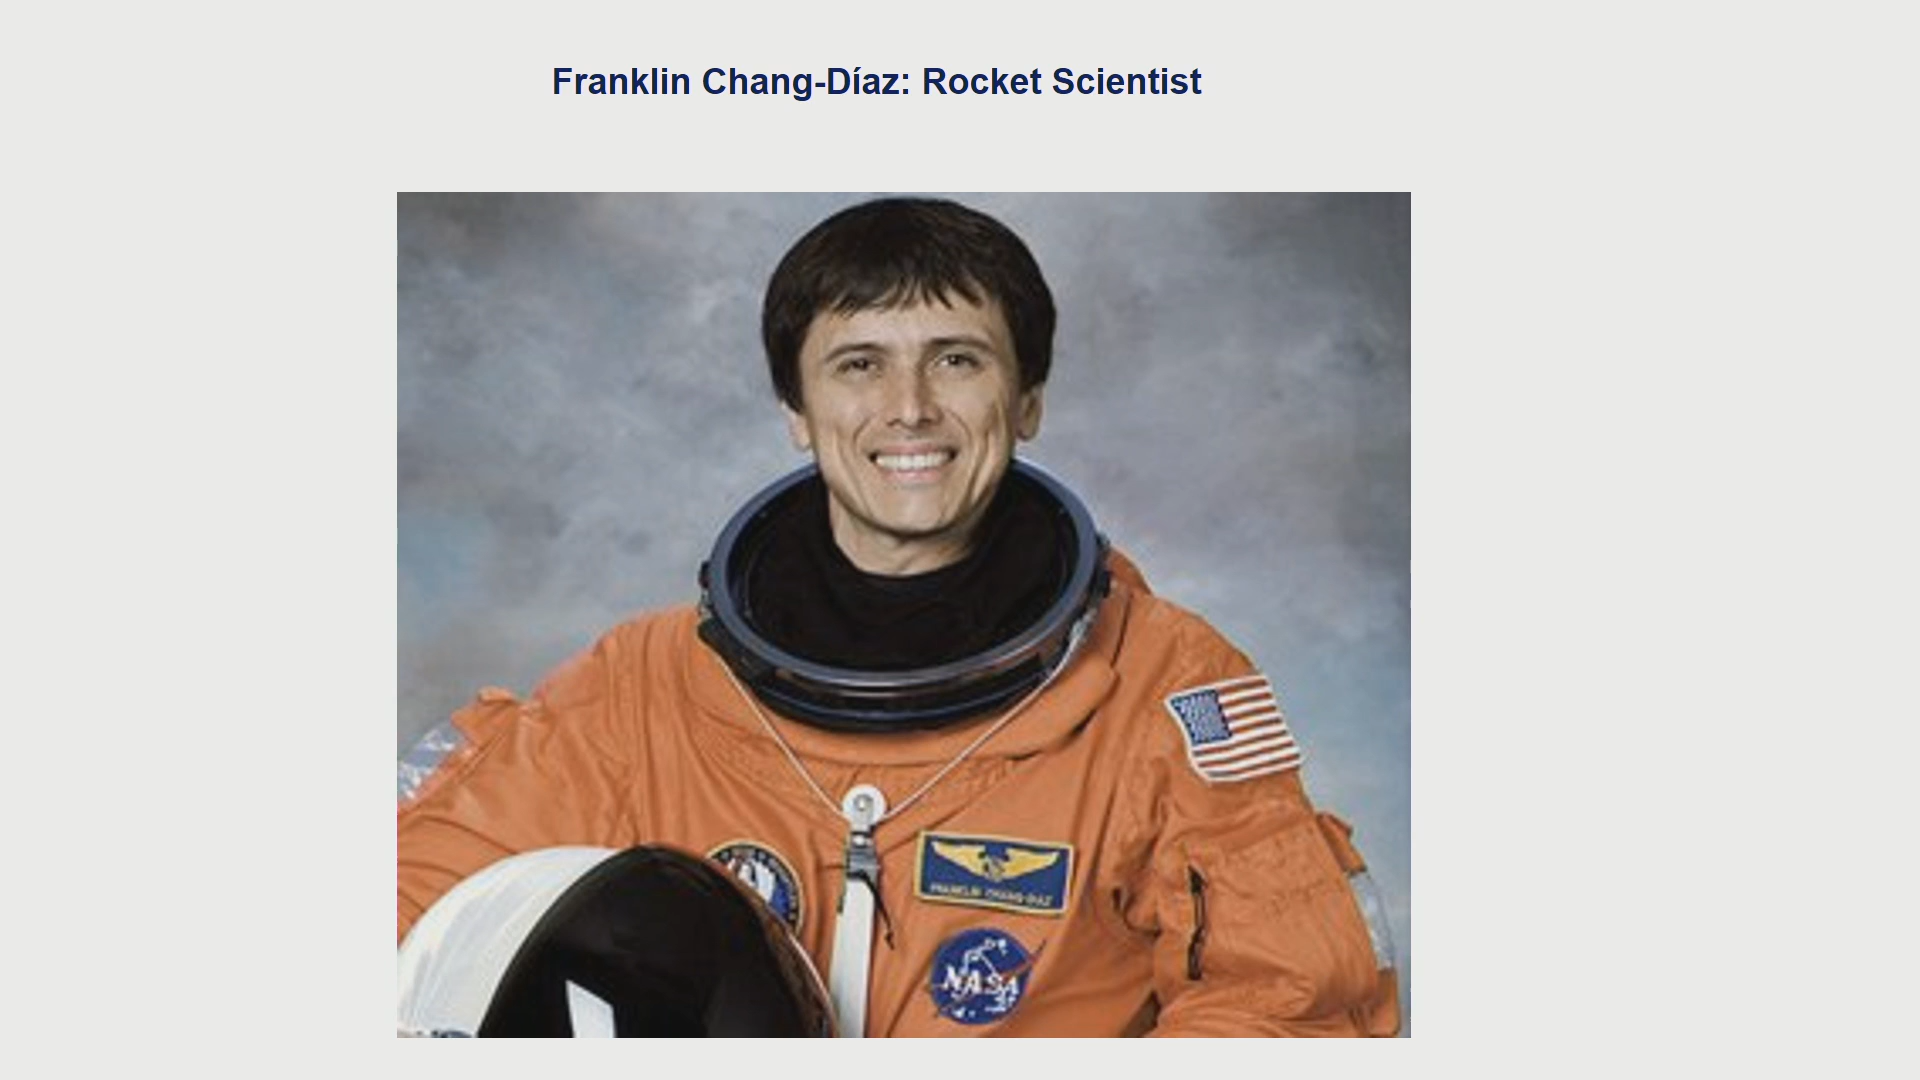 Franklin Chang-Díaz: Rocket Scientist
FRANKLIN CHANG-DIAZ
NASA